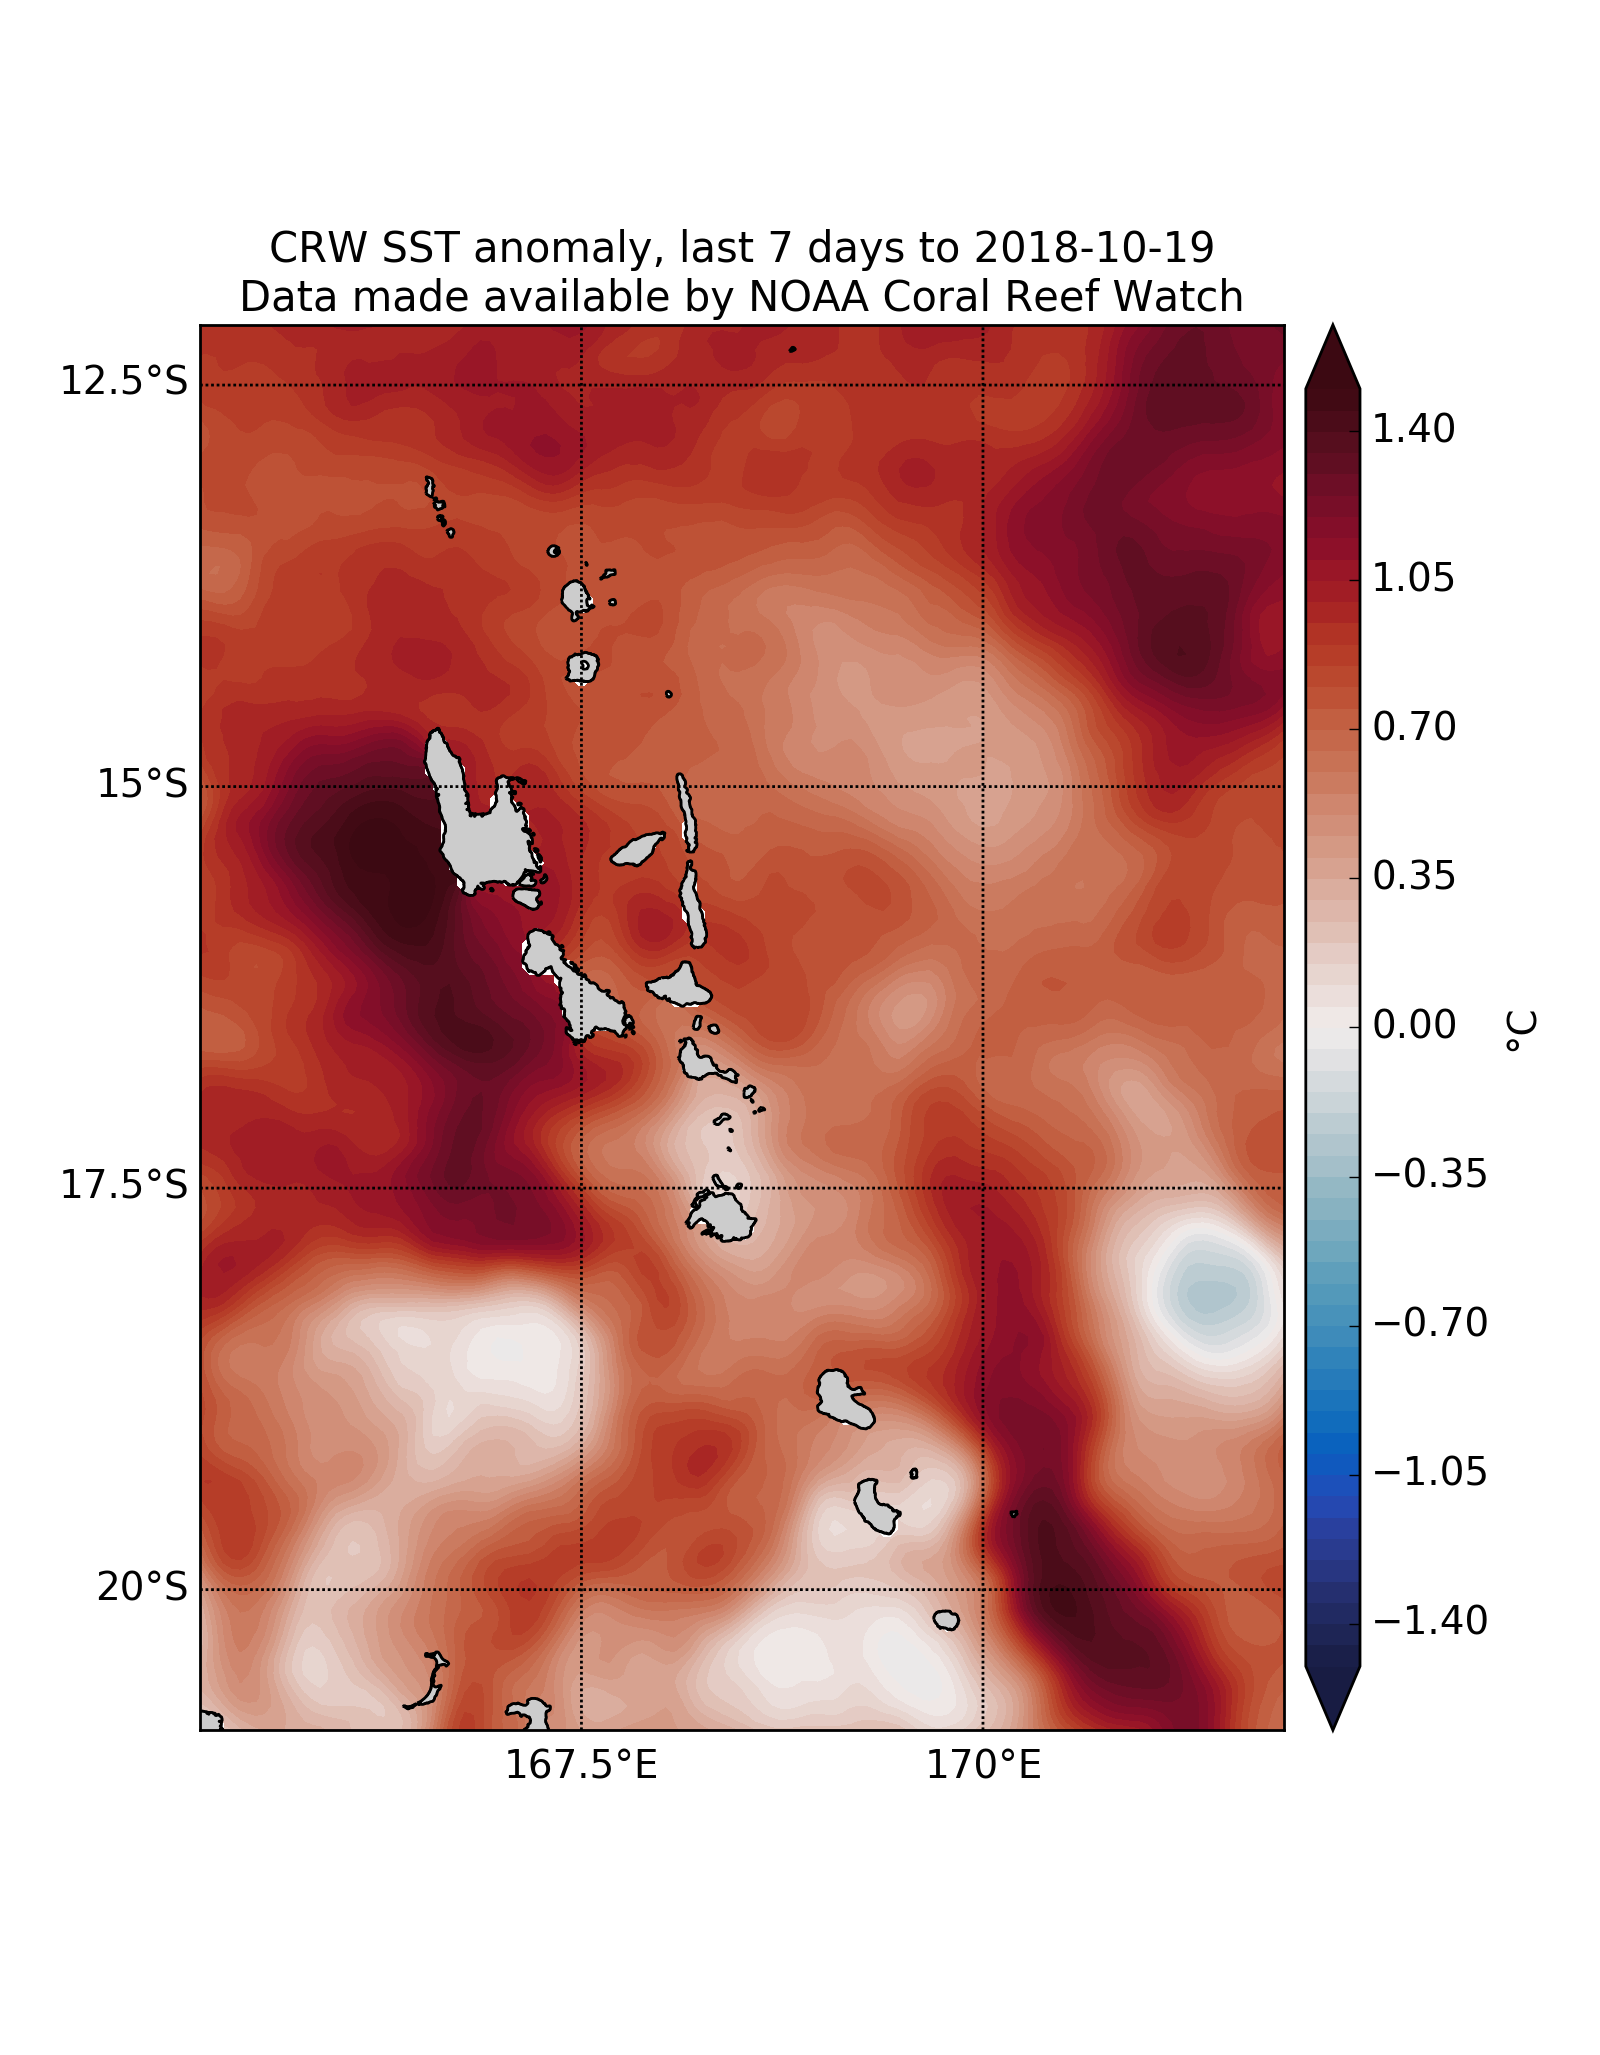 CRW SST anomaly, last 7 days to 2018-10-19
Data made available by NOAA Coral Reef Watch
12.5°S
15°S
17.5°S
20°S
167.5°E
170°E
1.40
1.05
0.70
0.35
0.00
−0.35
−0.70
−1.05
−1.40
°C